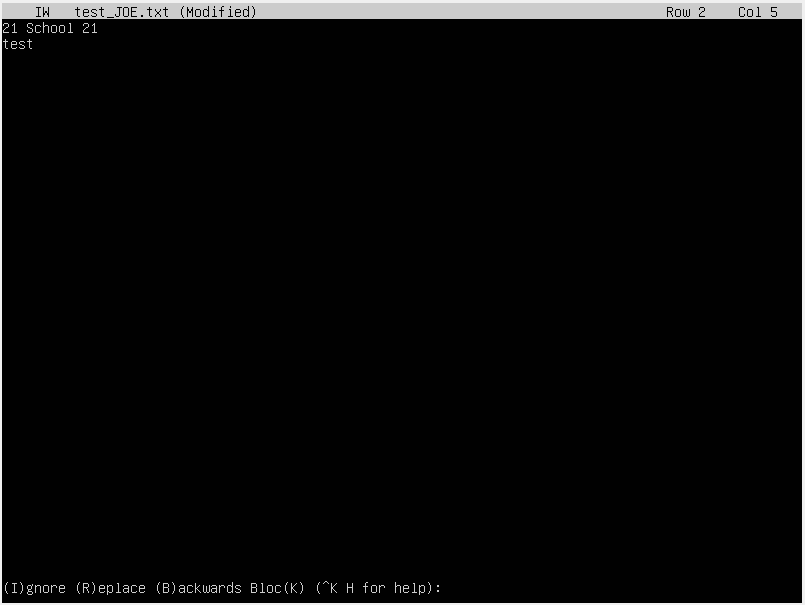 IW test_JOE.txt (Modified) Row 2 Col 5
21 School 21
test
(I)gnore (R)eplace (B)ackwards Bloc(K) (^K H for help):